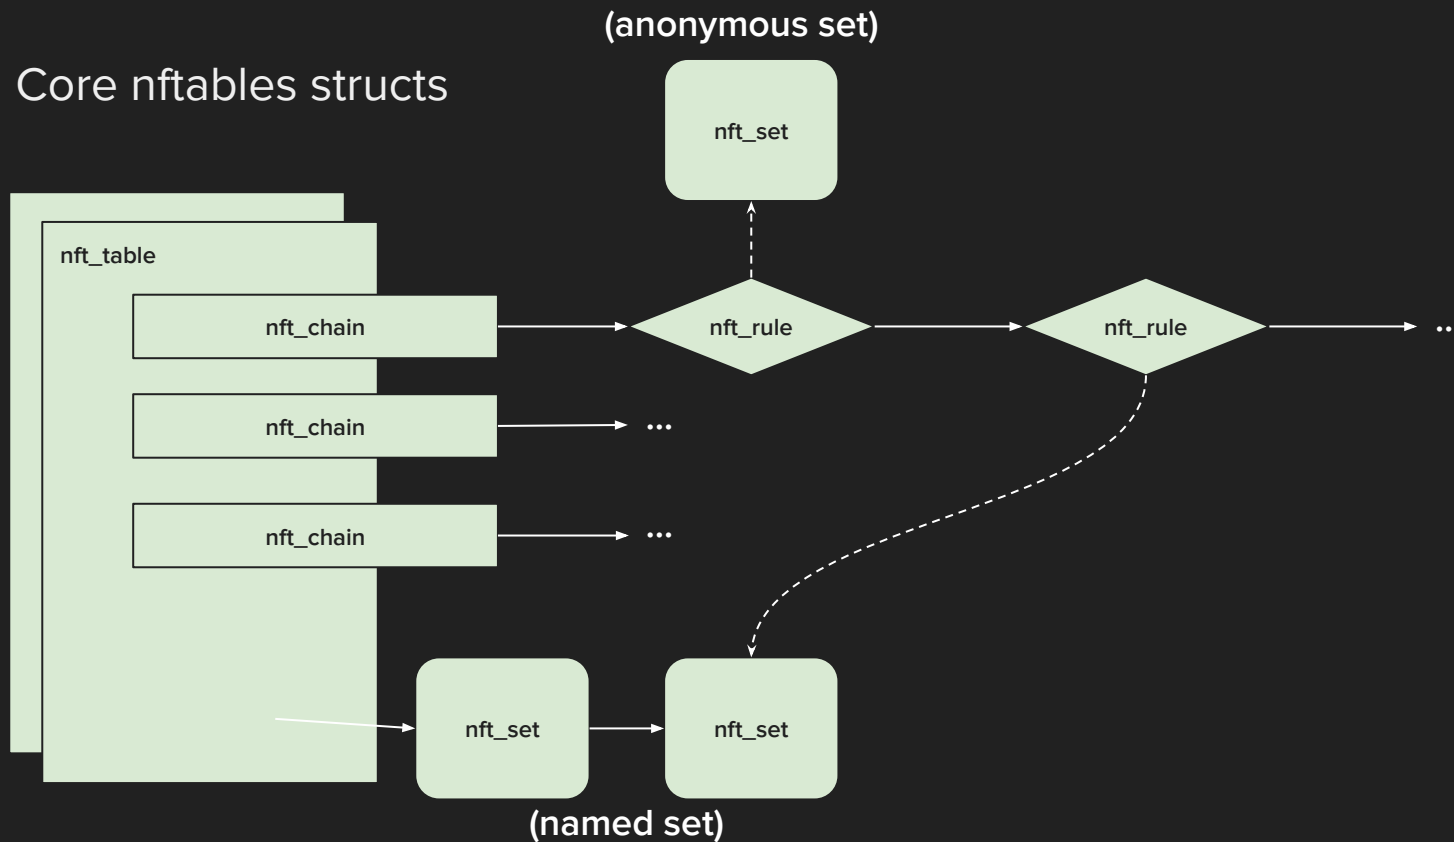 (anonymous set)
Core nftables structs
nft_set
nft_table
nft_chain
nft_rule
nft_rule
..
nft_chain
...
nft_chain
...
nft_set
nft_set
(named set)